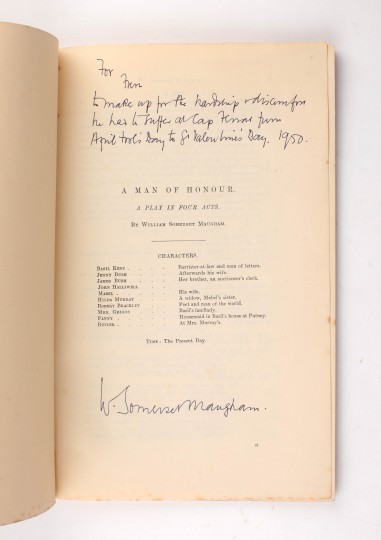 For
to make up for the hardship & discomfort
he has to suffer at Cap Ferrat from
April Fool's Day to St Valentine's Day. 1950.
A MAN OF HONOUR.
A PLAY IN FOUR ACTS.
BY WILLIAM SOMERSET MAUGHAM.
CHARACTERS.
BASIL KENT . . . . Barrister-at-law and man of letters.
JENNY BUSH . . . . Afterwards his wife.
JAMES BUSH . . . . Her brother, an auctioneer's clerk.
JOHN HALLIWELL
MABEL . . . . His wife.
HILDA MURRAY . . . . A widow, Mabel's sister.
ROBERT BRACKLEY . . . . Poet and man of the world.
MRS. GRIGGS . . . . Basil's landlady.
FANNY . . . . Housemaid in Basil's house at Putney.
BUTLER . . . . At Mrs. Murray's.
TIME: The Present Day.
W. Somerset Maugham.